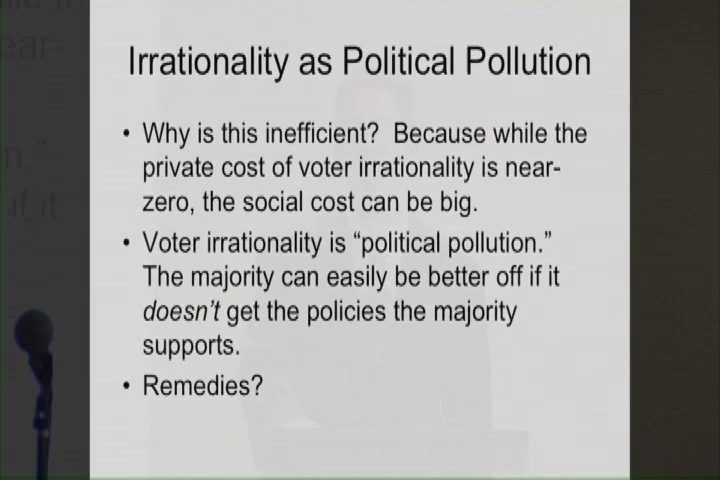 Irrationality as Political Pollution
• Why is this inefficient?  Because while the
private cost of voter irrationality is near-
zero, the social cost can be big.
• Voter irrationality is “political pollution.”
The majority can easily be better off if it
doesn’t get the policies the majority
supports.
• Remedies?